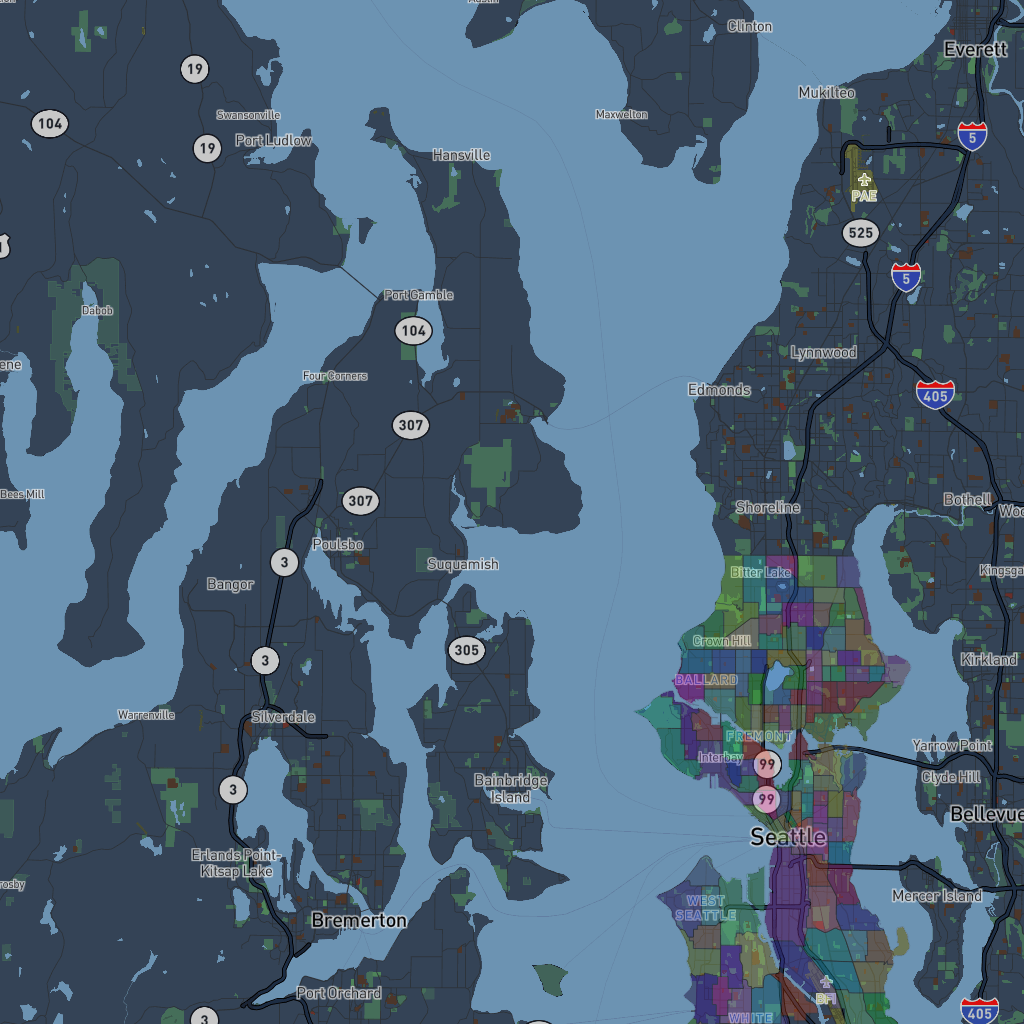 Clinton
Everett
19
Mukilteo
104
Swansonville
Maxwelton
5
19
Port Ludlow
Hansville
PAE
525
5
Port Gamble
Dabob
104
Lynnwood
Four Corners
Edmonds
405
307
Bees Mill
307
Bothell
Shoreline
Poulsbo
3
Suquamish
Bitter Lake
Bangor
Crown Hill
305
3
Kirkland
BALLARD
Warrenville
Silverdale
FREMONT
Yarrow Point
Interbay
99
Clyde Hill
Bainbridge
Island
3
99
Bellevue
Seattle
Erlands Point-
Kitsap Lake
Mercer Island
WEST
SEATTLE
Bremerton
Port Orchard
BFI
405
3
WHITE